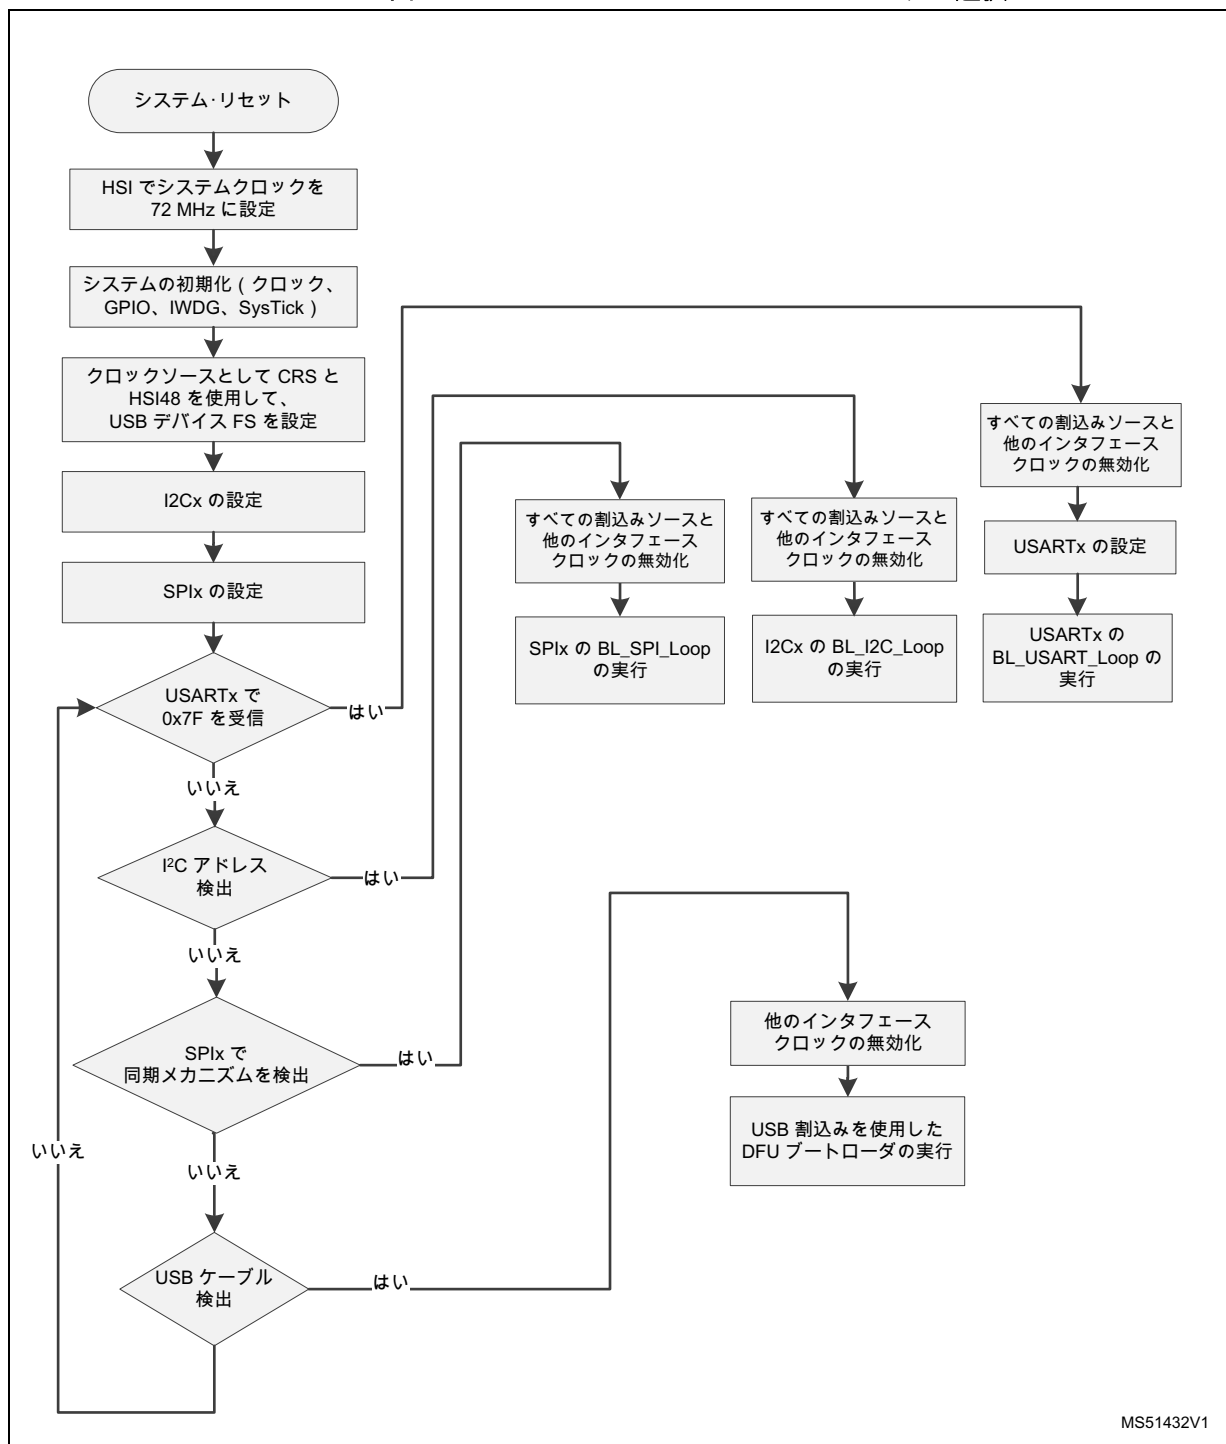 システム・リセット
HSI でシステムクロックを
72 MHz に設定
システムの初期化 ( クロック、
GPIO、IWDG、SysTick )
クロックソースとして CRS と
HSI48 を使用して、
USB デバイス FS を設定
I2Cx の設定
SPIx の設定
USARTx で
0x7F を受信
はい
いいえ
I²C アドレス
検出
はい
いいえ
SPIx で
同期メカニズムを検出
はい
いいえ
いいえ
USB ケーブル
検出
はい
すべての割込みソースと
他のインタフェース
クロックの無効化
SPIx の BL_SPI_Loop
の実行
すべての割込みソースと
他のインタフェース
クロックの無効化
I2Cx の BL_I2C_Loop
の実行
すべての割込みソースと
他のインタフェース
クロックの無効化
USARTx の設定
USARTx の
BL_USART_Loop の
実行
他のインタフェース
クロックの無効化
USB 割込みを使用した
DFU ブートローダの実行
MS51432V1